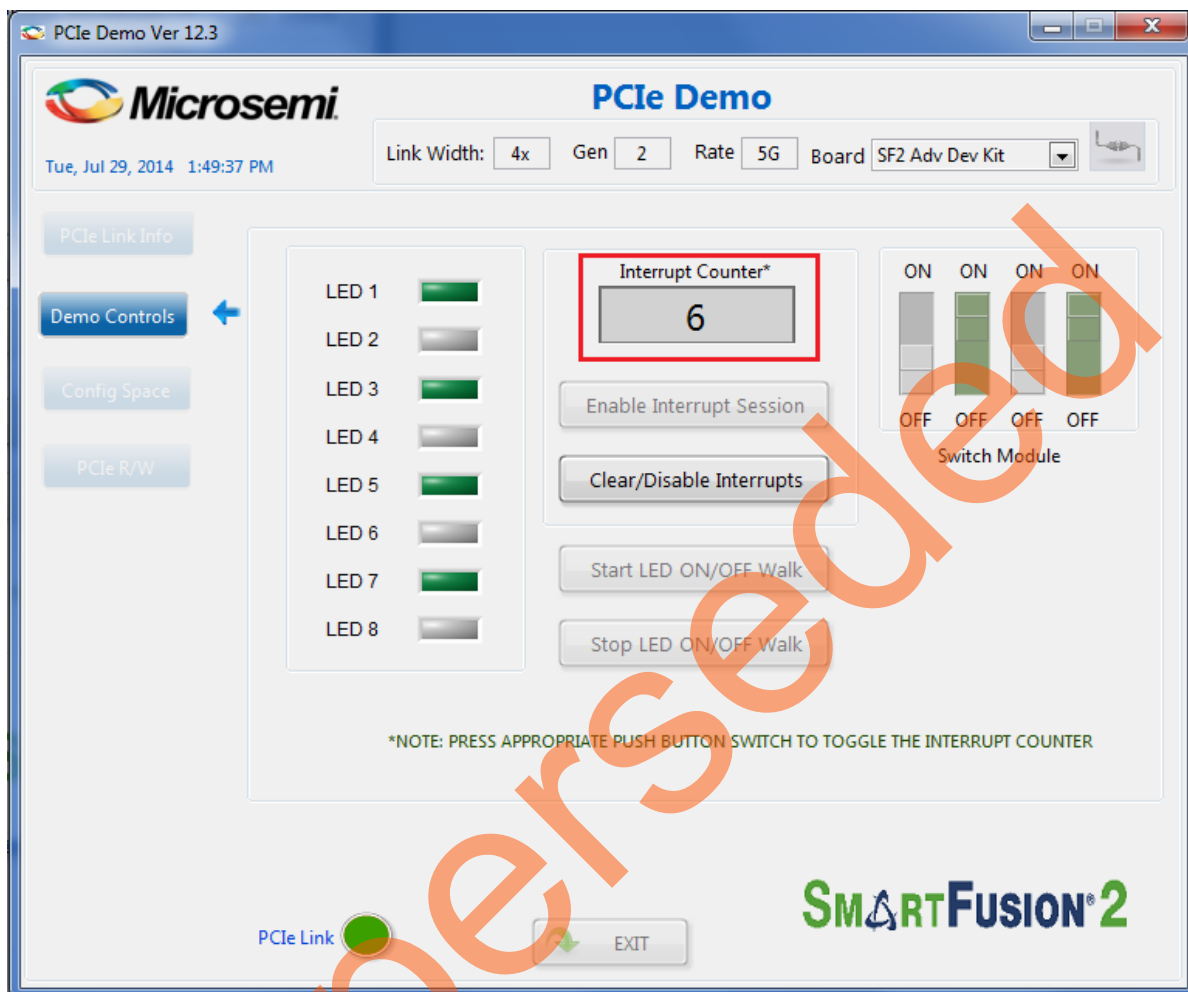 PCIe Demo Ver 12.3
Microsemi.
PCIe Demo
Tue, Jul 29, 2014 1:49:37 PM
Link Width: 4x Gen 2 Rate 5G Board SF2 Adv Dev Kit
PCIe Link Info
Demo Controls
Config Space
PCIe R/W
LED 1
LED 2
LED 3
LED 4
LED 5
LED 6
LED 7
LED 8
Interrupt Counter*
6
Enable Interrupt Session
Clear/Disable Interrupts
Start LED ON/OFF Walk
Stop LED ON/OFF Walk
ON ON ON ON
OFF OFF OFF OFF
Switch Module
*NOTE: PRESS APPROPRIATE PUSH BUTTON SWITCH TO TOGGLE THE INTERRUPT COUNTER
PCIe Link
EXIT
SMARTFUSION®2
perseded